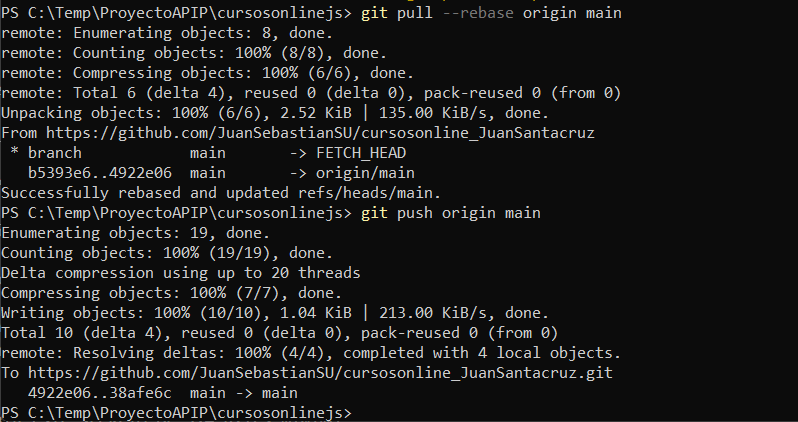 PS C:\Temp\ProyectoAPIP\cursosonlinejs> git pull --rebase origin main
remote: Enumerating objects: 8, done.
remote: Counting objects: 100% (8/8), done.
remote: Compressing objects: 100% (6/6), done.
remote: Total 6 (delta 4), reused 0 (delta 0), pack-reused 0 (from 0)
Unpacking objects: 100% (6/6), 2.52 KiB | 135.00 KiB/s, done.
From https://github.com/JuanSebastianSU/cursosonline_JuanSantacruz
 * branch            main       -> FETCH_HEAD
   b5393e6..4922e06  main       -> origin/main
Successfully rebased and updated refs/heads/main.
PS C:\Temp\ProyectoAPIP\cursosonlinejs> git push origin main
Enumerating objects: 19, done.
Counting objects: 100% (19/19), done.
Delta compression using up to 20 threads
Compressing objects: 100% (7/7), done.
Writing objects: 100% (10/10), 1.04 KiB | 213.00 KiB/s, done.
Total 10 (delta 4), reused 0 (delta 0), pack-reused 0 (from 0)
remote: Resolving deltas: 100% (4/4), completed with 4 local objects.
To https://github.com/JuanSebastianSU/cursosonline_JuanSantacruz.git
   4922e06..38afe6c  main -> main
PS C:\Temp\ProyectoAPIP\cursosonlinejs>